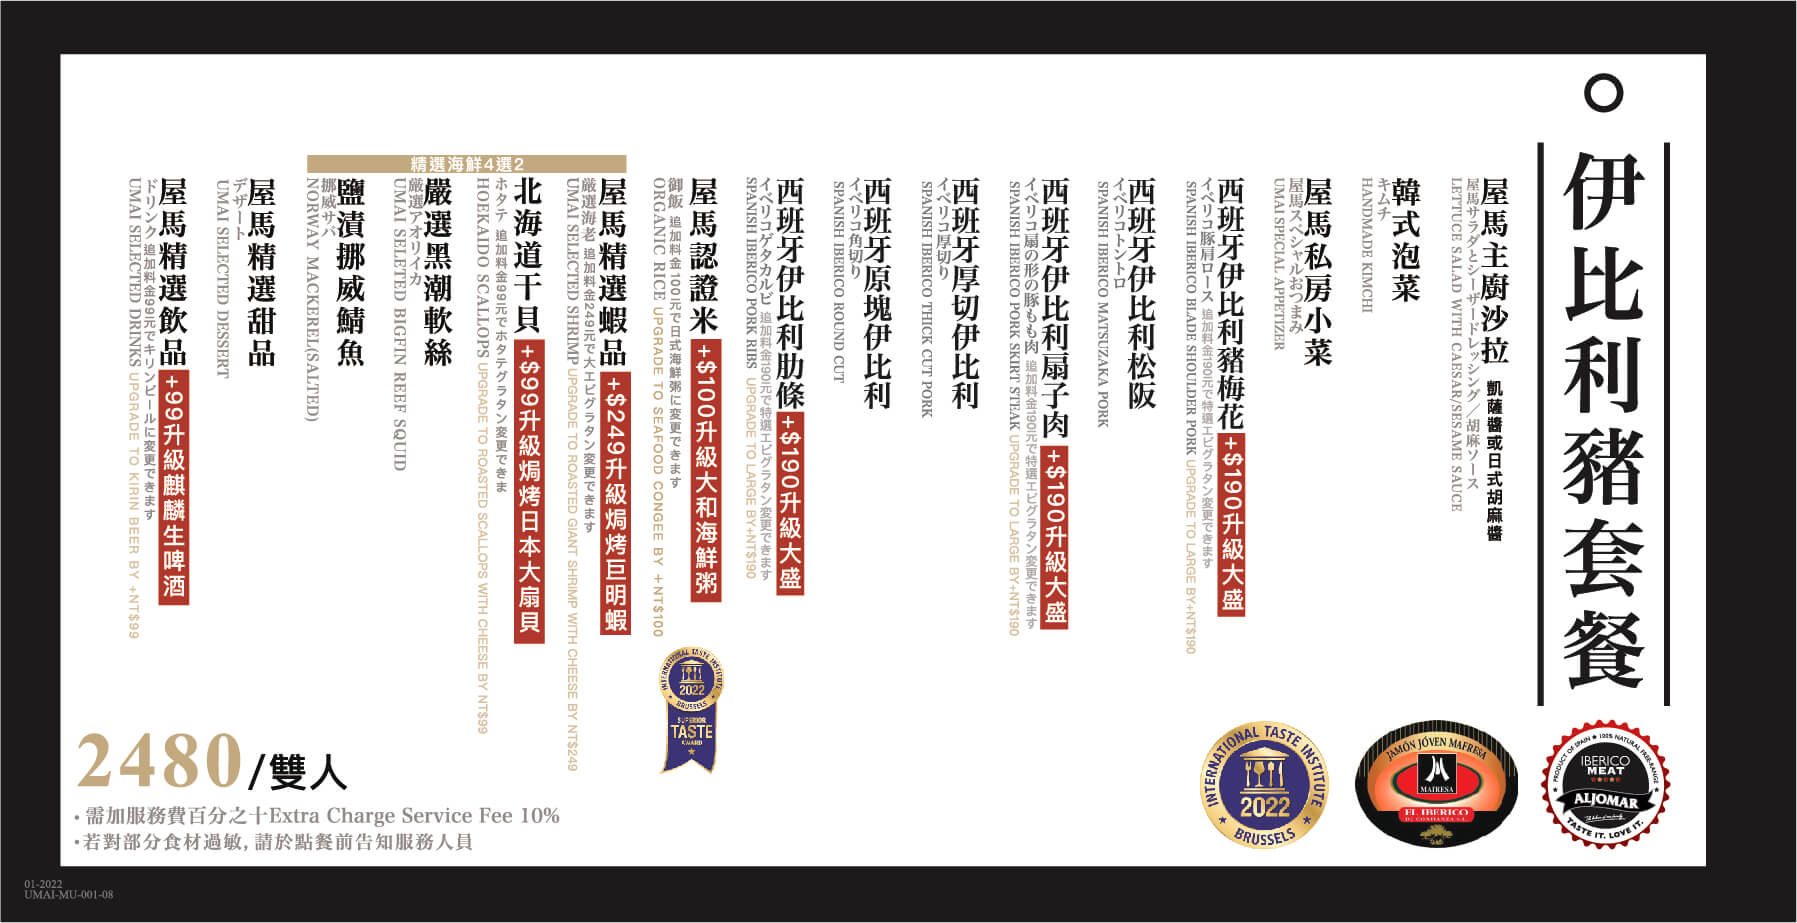 伊比利豬套餐
屋馬主廚沙拉 凱薩醬或日式胡麻醬
屋馬サラダとシーザードレッシング／胡麻ソース
LETTUCE SALAD WITH CAESAR/SESAME SAUCE
韓式泡菜
キムチ
HANDMADE KIMCHI
屋馬私房小菜
屋馬スペシャルおつまみ
UMAI SPECIAL APPETIZER
西班牙伊比利豬梅花 +$190升級大盛
イベリコ豚肩ロース 追加料金190元で特選エビグラタン変更できます
SPANISH IBERICO BLADE SHOULDER PORK UPGRADE TO LARGE BY+NT$190
西班牙伊比利松阪
イベリコトントロ
SPANISH IBERICO MATSUZAKA PORK
西班牙伊比利扇子肉 +$190升級大盛
イベリコ扇の形の豚もも肉 追加料金190元で特選エビグラタン変更できます
SPANISH IBERICO PORK SKIRT STEAK UPGRADE TO LARGE BY+NT$190
西班牙厚切伊比利
イベリコ厚切り
SPANISH IBERICO THICK CUT PORK
西班牙原塊伊比利
イベリコ角切り
SPANISH IBERICO ROUND CUT
西班牙伊比利肋條 +$190升級大盛
イベリコゲタカルビ 追加料金190元で特選エビグラタン変更できます
SPANISH IBERICO PORK RIBS UPGRADE TO LARGE BY+NT$190
屋馬認證米 +$100升級大和海鮮粥
御飯 追加料金100元で日式海鮮粥に変更できます
ORGANIC RICE UPGRADE TO SEAFOOD CONGEE BY +NT$100
精選海鮮4選2
屋馬精選蝦品 +$249升級焗烤巨明蝦
厳選海老 追加料金249元で大エビグラタン変更できます
UMAI SELECTED SHRIMP UPGRADE TO ROASTED GIANT SHRIMP WITH CHEESE BY NT$249
北海道干貝 +$99升級焗烤日本大扇貝
ホタテ 追加料金99元でホタテグラタン変更できま
HOEKAIDO SCALLOPS UPGRADE TO ROASTED SCALLOPS WITH CHEESE BY NT$99
嚴選黑潮軟絲
厳選アオリイカ
UMAI SELETED BIGFIN REEF SQUID
鹽漬挪威鯖魚
挪威サバ
NORWAY MACKEREL(SALTED)
屋馬精選甜品
デザート
UMAI SELECTED DESSERT
屋馬精選飲品 +99升級麒麟生啤酒
ドリンク 追加料金99元でキリンビールに変更できます
UMAI SELECTED DRINKS UPGRADE TO KIRIN BEER BY +NT$99
INTERNATIONAL TASTE INSTITUTE
2022
BRUSSELS
SUPERIOR
TASTE
AWARD
INTERNATIONAL TASTE INSTITUTE
2022
BRUSSELS
JAMÓN JÓVEN MAFRESA
MAFRESA
EL IBERICO
DE CONFIANZA S.L.
PRODUCT OF SPAIN ★ 100% NATURAL FREE-RANGE
IBERICO
MEAT
ALJOMAR
TASTE IT. LOVE IT.
2480/雙人
・需加服務費百分之十Extra Charge Service Fee 10%
・若對部分食材過敏, 請於點餐前告知服務人員
01-2022
UMAI-MU-001-08